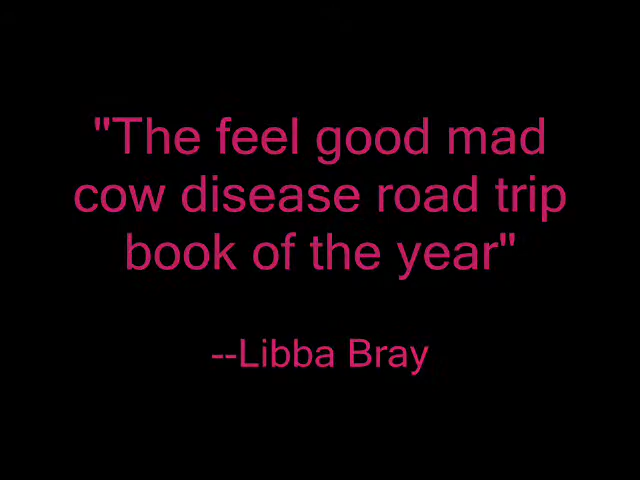 "The feel good mad
cow disease road trip
book of the year"
--Libba Bray